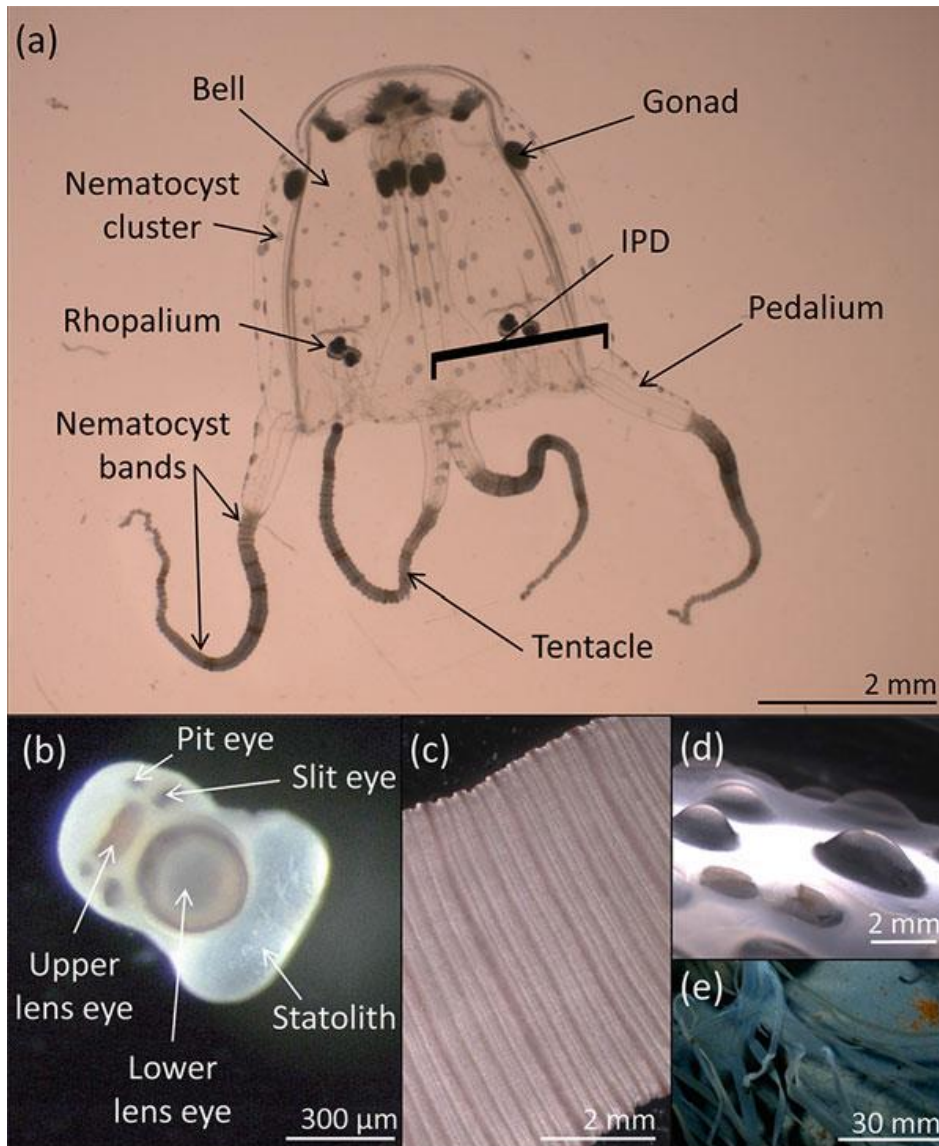 (a)
Bell
Gonad
Nematocyst
cluster
IPD
Rhopalium
Pedalium
Nematocyst
bands
Tentacle
2 mm
(b)
Pit eye
Slit eye
Upper
lens eye
Statolith
Lower
lens eye
300 µm
(c)
2 mm
(d)
2 mm
(e)
30 mm